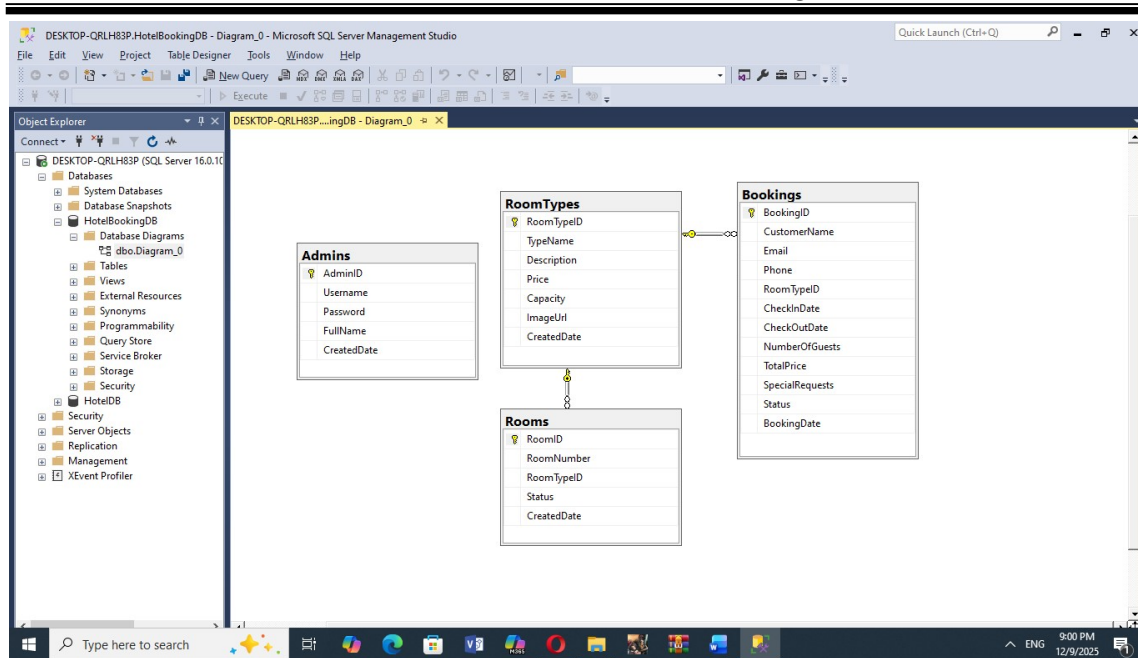 DESKTOP-QRLH83P.HotelBookingDB - Diagram_0 - Microsoft SQL Server Management Studio
Quick Launch (Ctrl+Q)
File Edit View Project Table Designer Tools Window Help
New Query
Execute
Object Explorer
DESKTOP-QRLH83P....ingDB - Diagram_0
Connect
DESKTOP-QRLH83P (SQL Server 16.0.10
Databases
System Databases
Database Snapshots
HotelBookingDB
Database Diagrams
dbo.Diagram_0
Tables
Views
External Resources
Synonyms
Programmability
Query Store
Service Broker
Storage
Security
HotelDB
Security
Server Objects
Replication
Management
XEvent Profiler
Admins
AdminID
Username
Password
FullName
CreatedDate
RoomTypes
RoomTypeID
TypeName
Description
Price
Capacity
ImageUrl
CreatedDate
Rooms
RoomID
RoomNumber
RoomTypeID
Status
CreatedDate
Bookings
BookingID
CustomerName
Email
Phone
RoomTypeID
CheckInDate
CheckOutDate
NumberOfGuests
TotalPrice
SpecialRequests
Status
BookingDate
Type here to search
ENG
9:00 PM
12/9/2025